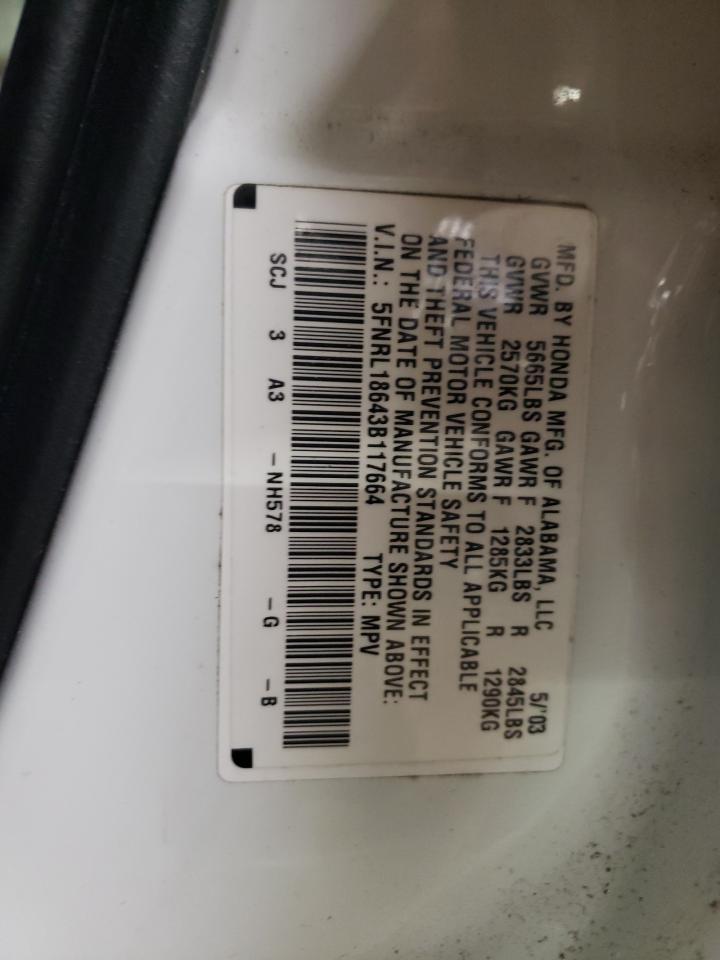 MFD. BY HONDA MFG. OF ALABAMA, LLC 5/'03
GVWR 5665LBS GAWR F 2833LBS R 2845LBS
GVWR 2570KG GAWR F 1285KG R 1290KG
THIS VEHICLE CONFORMS TO ALL APPLICABLE
FEDERAL MOTOR VEHICLE SAFETY
AND THEFT PREVENTION STANDARDS IN EFFECT
ON THE DATE OF MANUFACTURE SHOWN ABOVE:
V.I.N.: 5FNRL18643B117664 TYPE: MPV
SCJ 3 A3 -NH578 -G -B